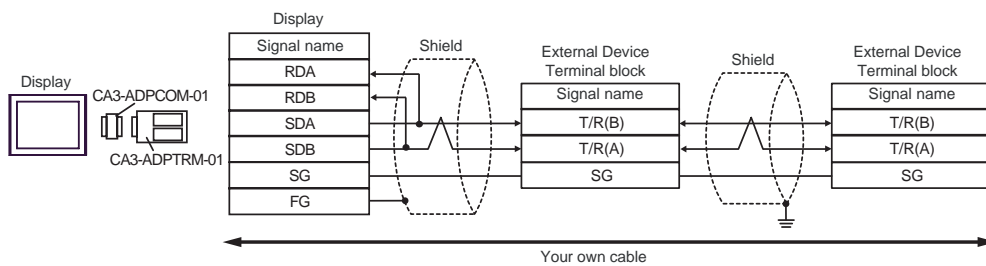 Display
CA3-ADPCOM-01
CA3-ADPTRM-01
Display
Signal name
RDA
RDB
SDA
SDB
SG
FG
Shield
External Device
Terminal block
Signal name
T/R(B)
T/R(A)
SG
Shield
External Device
Terminal block
Signal name
T/R(B)
T/R(A)
SG
Your own cable